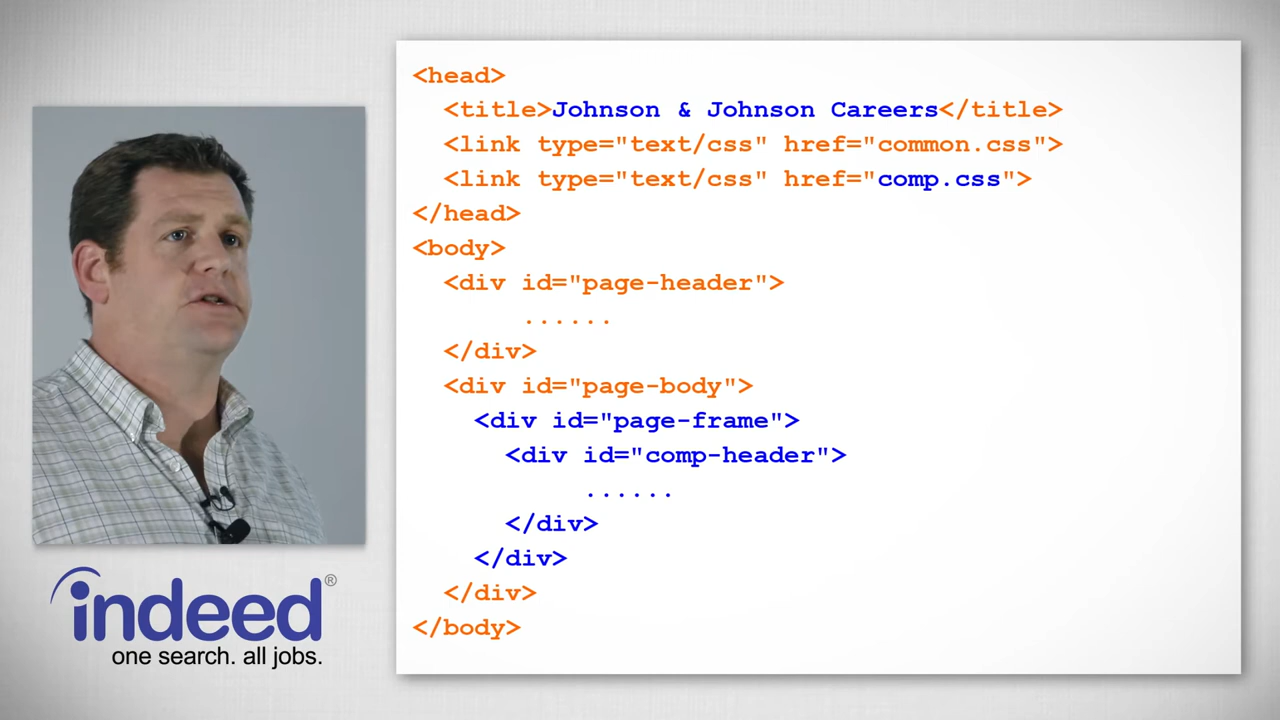 <head>
<title>Johnson & Johnson Careers</title>
<link type="text/css" href="common.css">
<link type="text/css" href="comp.css">
</head>
<body>
<div id="page-header">
......
</div>
<div id="page-body">
<div id="page-frame">
<div id="comp-header">
......
</div>
</div>
</div>
</body>
indeed®
one search. all jobs.